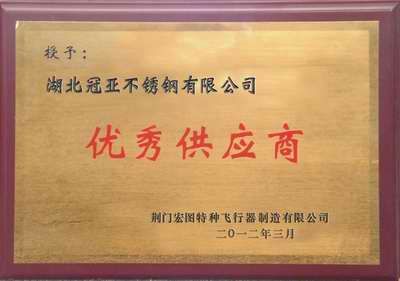 授予：
湖北冠亚不锈钢有限公司
优秀供应商
荆门宏图特种飞行器制造有限公司
二〇一二年三月